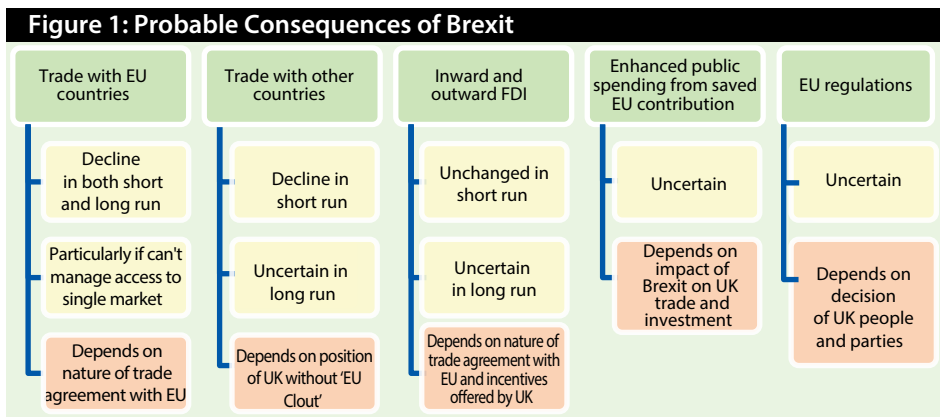 Figure 1: Probable Consequences of Brexit
Trade with EU
countries
Decline
in both short
and long run
Particularly if can't
manage access to
single market
Depends on
nature of trade
agreement with EU
Trade with other
countries
Decline in
short run
Uncertain in
long run
Depends on position
of UK without ‘EU
Clout’
Inward and
outward FDI
Unchanged in
short run
Uncertain
in long run
Depends on nature of
trade agreement with
EU and incentives
offered by UK
Enhanced public
spending from saved
EU contribution
Uncertain
Depends on
impact of
Brexit on UK
trade and
investment
EU regulations
Uncertain
Depends on
decision
of UK people
and parties